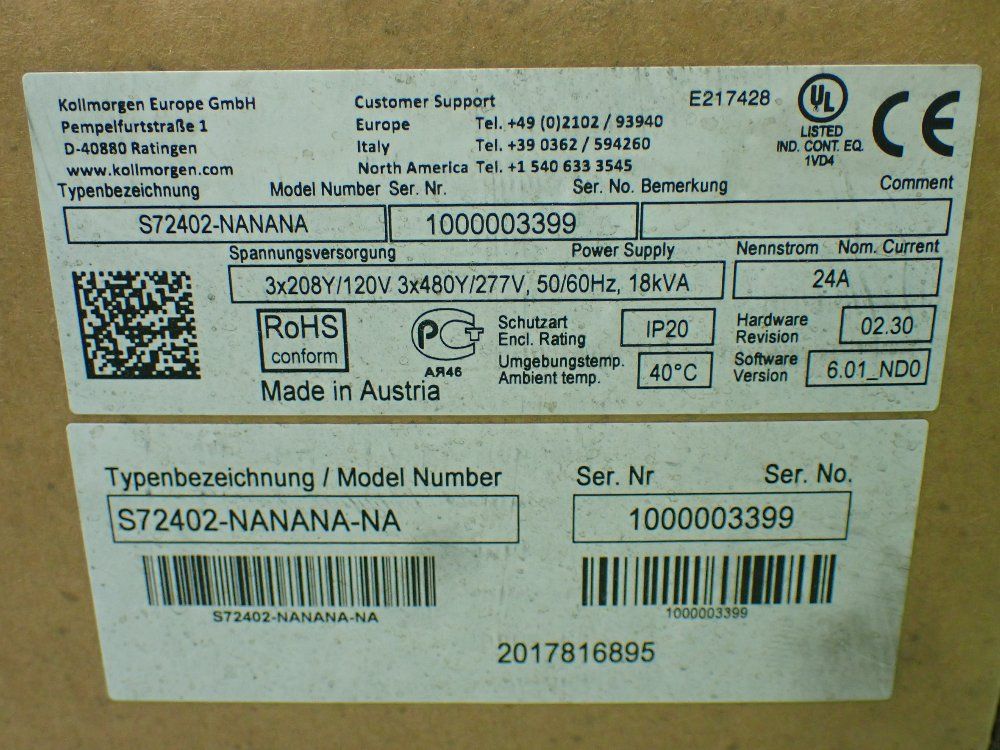 Kollmorgen Europe GmbH
Pempelfurtstraße 1
D-40880 Ratingen
www.kollmorgen.com
Customer Support
Europe Tel. +49 (0)2102 / 93940
Italy Tel. +39 0362 / 594260
North America Tel. +1 540 633 3545
E217428
UL
LISTED
IND. CONT. EQ.
1VD4
CE
Typenbezeichnung Model Number Ser. Nr. Ser. No. Bemerkung Comment
S72402-NANANA 1000003399
Spannungsversorgung Power Supply Nennstrom Nom. Current
3x208Y/120V 3x480Y/277V, 50/60Hz, 18kVA 24A
RoHS
conform
PCT
АЯ46
Made in Austria
Schutzart
Encl. Rating
IP20
Umgebungstemp.
Ambient temp.
40°C
Hardware
Revision
02.30
Software
Version
6.01_ND0
Typenbezeichnung / Model Number Ser. Nr Ser. No.
S72402-NANANA-NA 1000003399
S72402-NANANA-NA 1000003399
2017816895